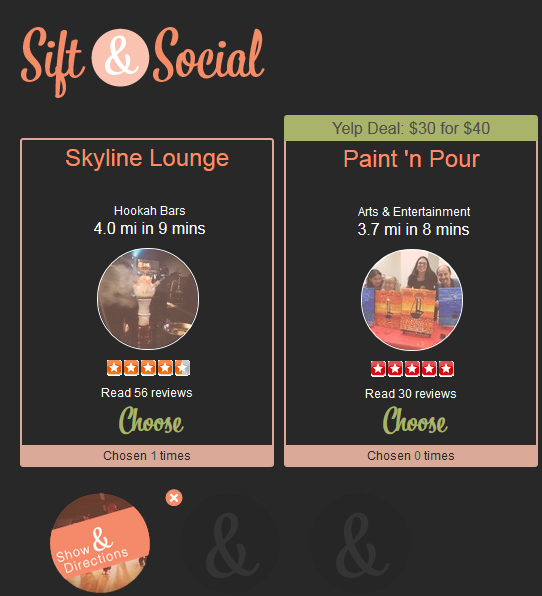 Sift & Social
Yelp Deal: $30 for $40
Skyline Lounge
Paint 'n Pour
Hookah Bars
Arts & Entertainment
4.0 mi in 9 mins
3.7 mi in 8 mins
Read 56 reviews
Read 30 reviews
Choose
Choose
Chosen 1 times
Chosen 0 times
Show & Directions
&
&